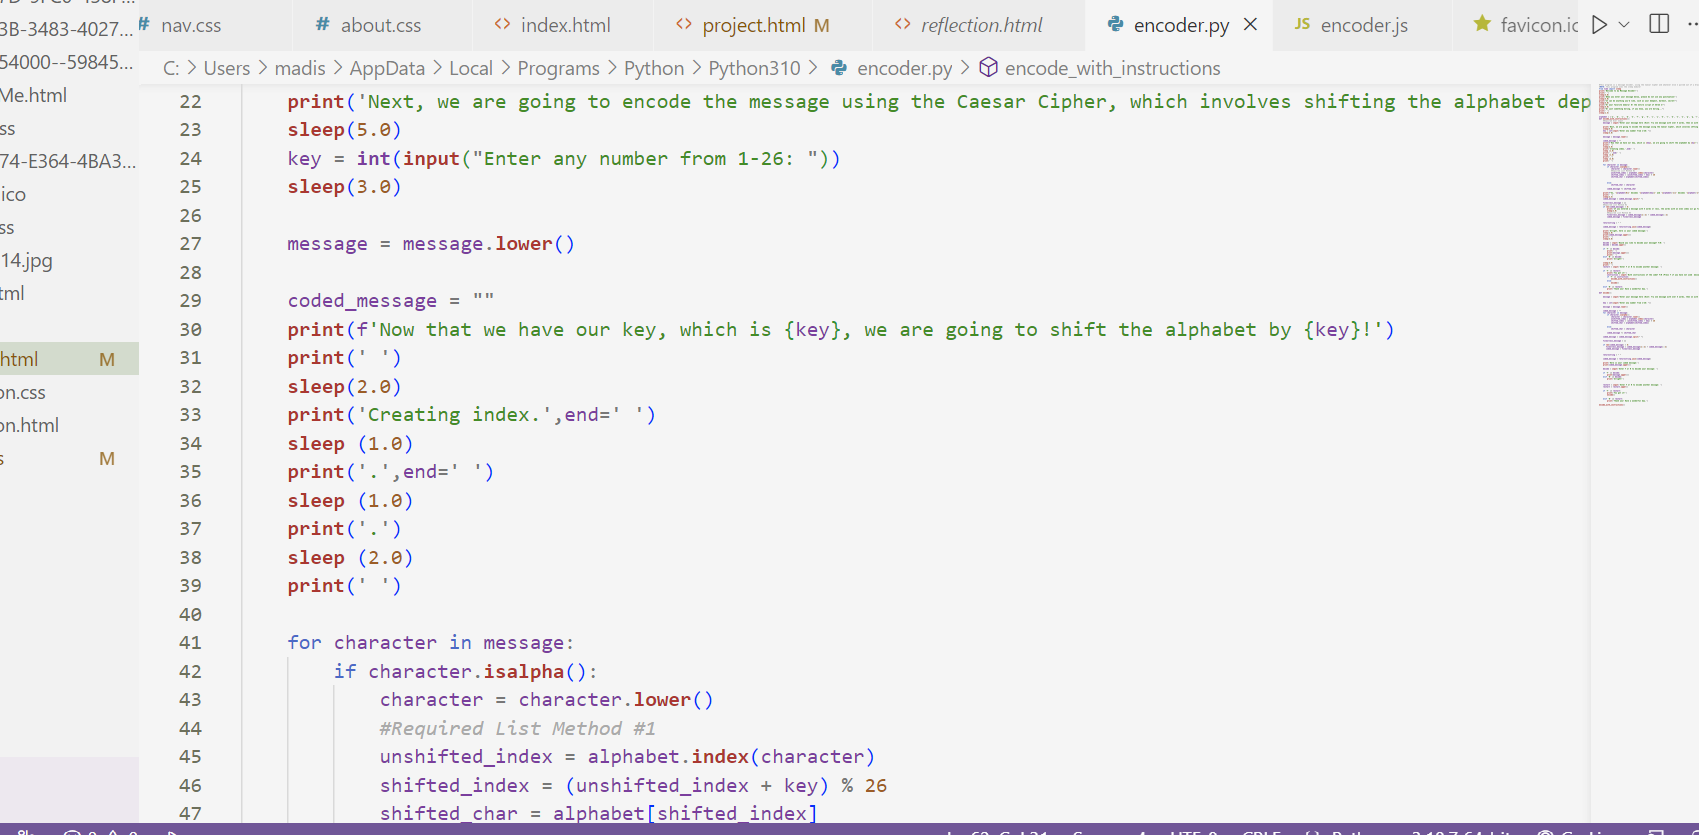 # nav.css # about.css <> index.html <> project.html M <> reflection.html encoder.py × JS encoder.js favicon.ic
C: > Users > madis > AppData > Local > Programs > Python > Python310 > encoder.py > encode_with_instructions
3B-3483-4027...
54000--59845...
Me.html
ss
74-E364-4BA3...
ico
ss
14.jpg
tml
html M
on.css
on.html
s M
22 print('Next, we are going to encode the message using the Caesar Cipher, which involves shifting the alphabet dep
23 sleep(5.0)
24 key = int(input("Enter any number from 1-26: "))
25 sleep(3.0)
26
27 message = message.lower()
28
29 coded_message = ""
30 print(f'Now that we have our key, which is {key}, we are going to shift the alphabet by {key}!')
31 print(' ')
32 sleep(2.0)
33 print('Creating index.',end=' ')
34 sleep (1.0)
35 print('.',end=' ')
36 sleep (1.0)
37 print('.')
38 sleep (2.0)
39 print(' ')
40
41 for character in message:
42 if character.isalpha():
43 character = character.lower()
44 #Required List Method #1
45 unshifted_index = alphabet.index(character)
46 shifted_index = (unshifted_index + key) % 26
47 shifted_char = alphabet[shifted_index]